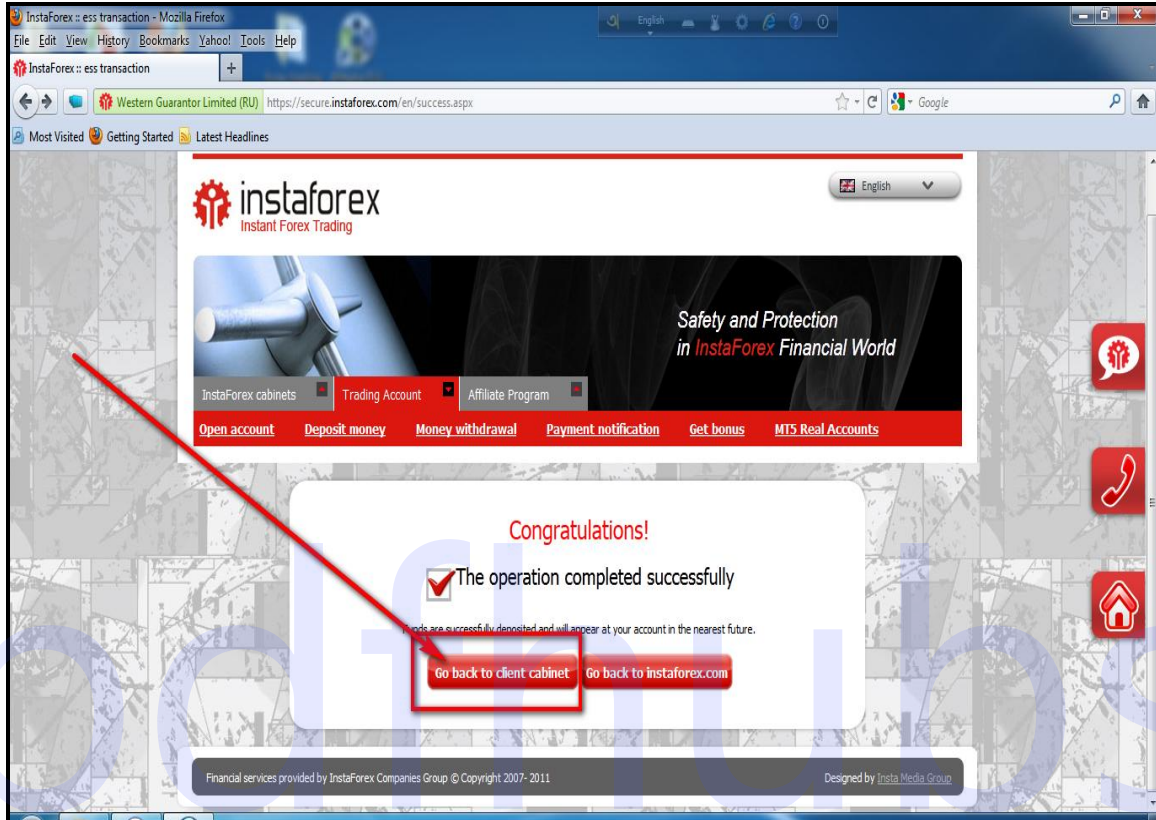 InstaForex :: ess transaction - Mozilla Firefox
এ English
File Edit View History Bookmarks Yahoo! Tools Help
InstaForex :: ess transaction +
Western Guarantor Limited (RU) https://secure.instaforex.com/en/success.aspx
Google
Most Visited Getting Started Latest Headlines
instaforex
Instant Forex Trading
English
Safety and Protection
in InstaForex Financial World
InstaForex cabinets Trading Account Affiliate Program
Open account Deposit money Money withdrawal Payment notification Get bonus MT5 Real Accounts
Congratulations!
The operation completed successfully
Funds are successfully deposited and will appear at your account in the nearest future.
Go back to client cabinet Go back to instaforex.com
Financial services provided by InstaForex Companies Group © Copyright 2007- 2011 Designed by Insta Media Group
pdfhubs